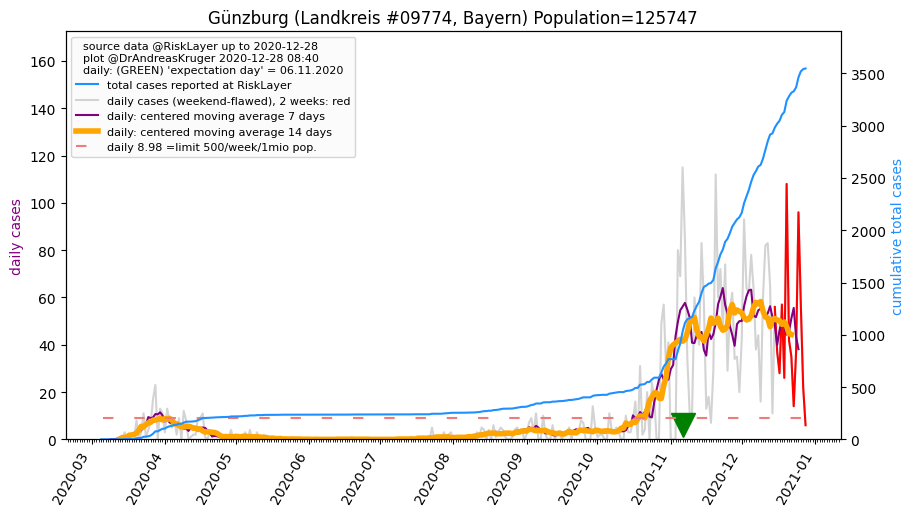 Günzburg (Landkreis #09774, Bayern) Population=125747
source data @RiskLayer up to 2020-12-28
plot @DrAndreasKruger 2020-12-28 08:40
daily: (GREEN) 'expectation day' = 06.11.2020
total cases reported at RiskLayer
daily cases (weekend-flawed), 2 weeks: red
daily: centered moving average 7 days
daily: centered moving average 14 days
daily 8.98 =limit 500/week/1mio pop.
daily cases
160
140
120
100
80
60
40
20
0
3500
3000
2500
2000
1500
1000
500
0
cumulative total cases
2020-03
2020-04
2020-05
2020-06
2020-07
2020-08
2020-09
2020-10
2020-11
2020-12
2021-01